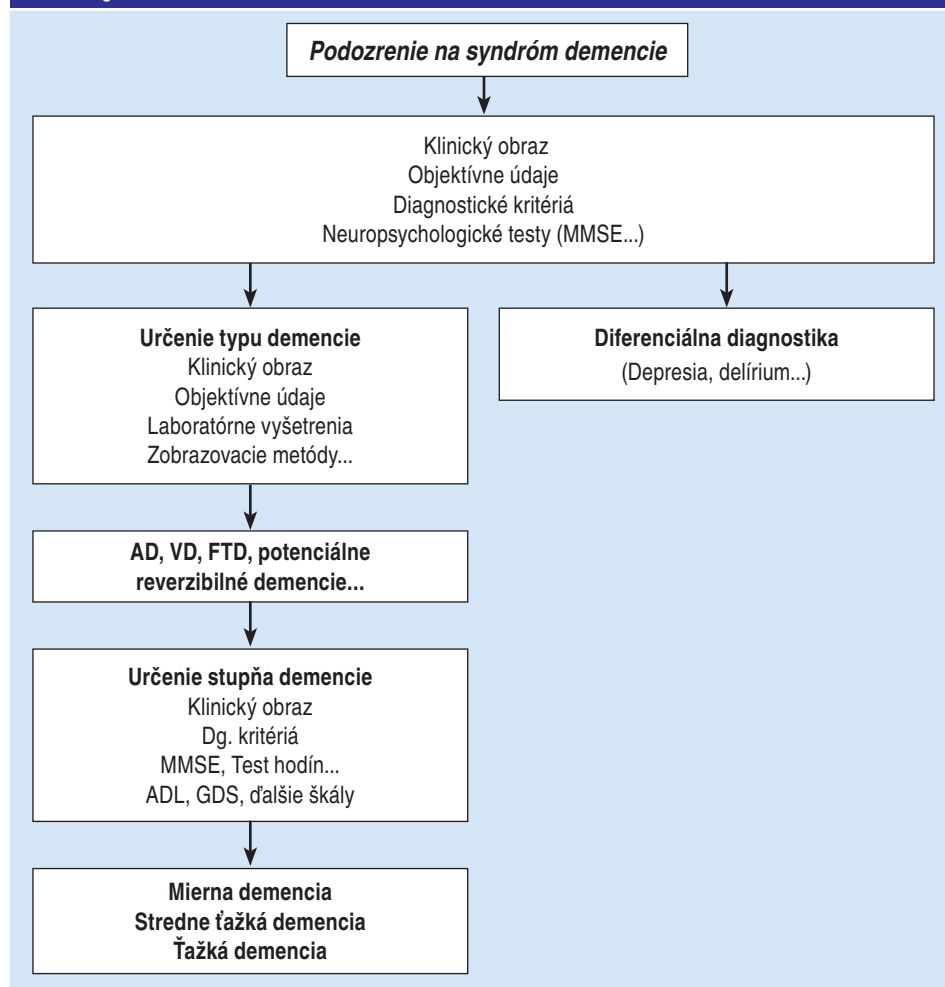 Podozrenie na syndróm demencie
Klinický obraz
Objektívne údaje
Diagnostické kritériá
Neuropsychologické testy (MMSE...)
Určenie typu demencie
Klinický obraz
Objektívne údaje
Laboratórne vyšetrenia
Zobrazovacie metódy...
Diferenciálna diagnostika
(Depresia, delírium...)
AD, VD, FTD, potenciálne
reverzibilné demencie...
Určenie stupňa demencie
Klinický obraz
Dg. kritériá
MMSE, Test hodín...
ADL, GDS, ďalšie škály
Mierna demencia
Stredne ťažká demencia
Ťažká demencia